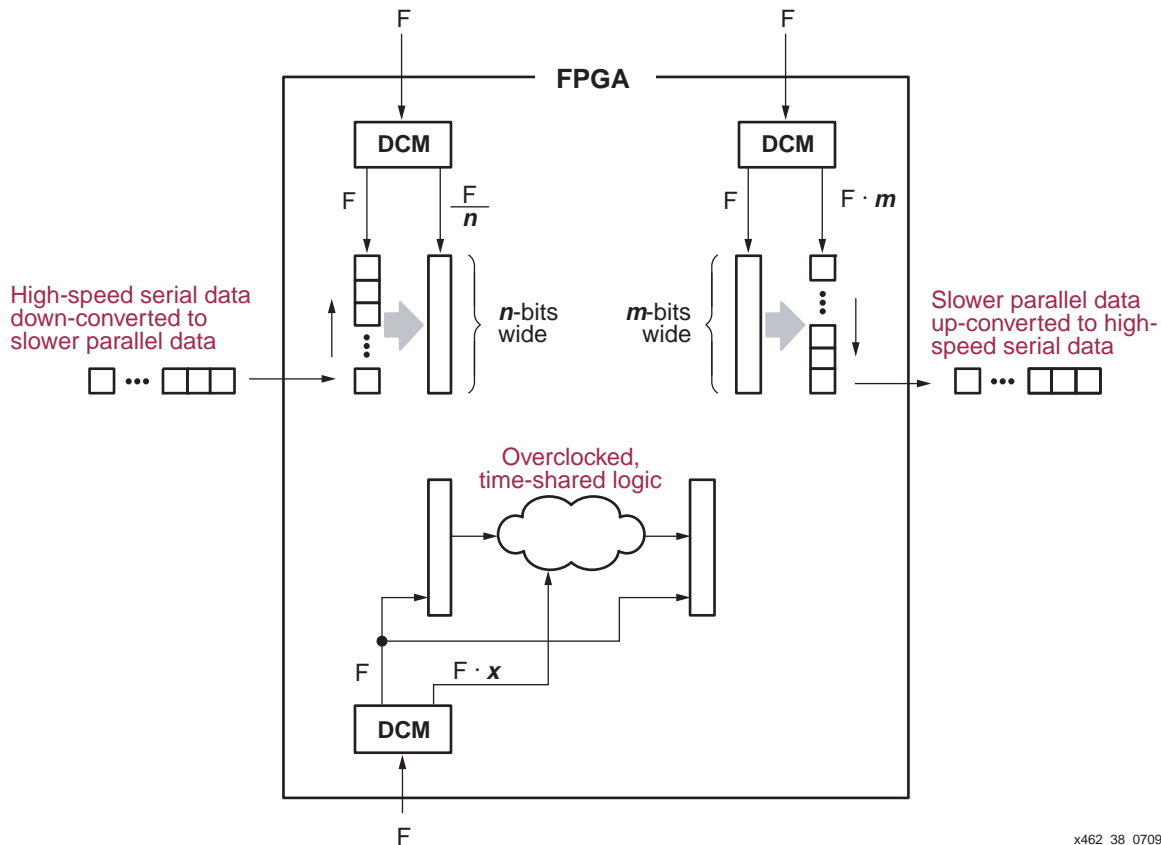 F
F
FPGA
DCM
DCM
F
F
n
F
F · m
High-speed serial data
down-converted to
slower parallel data
n-bits
wide
m-bits
wide
Slower parallel data
up-converted to high-
speed serial data
Overclocked,
time-shared logic
F
F · x
DCM
F
x462_38_0709